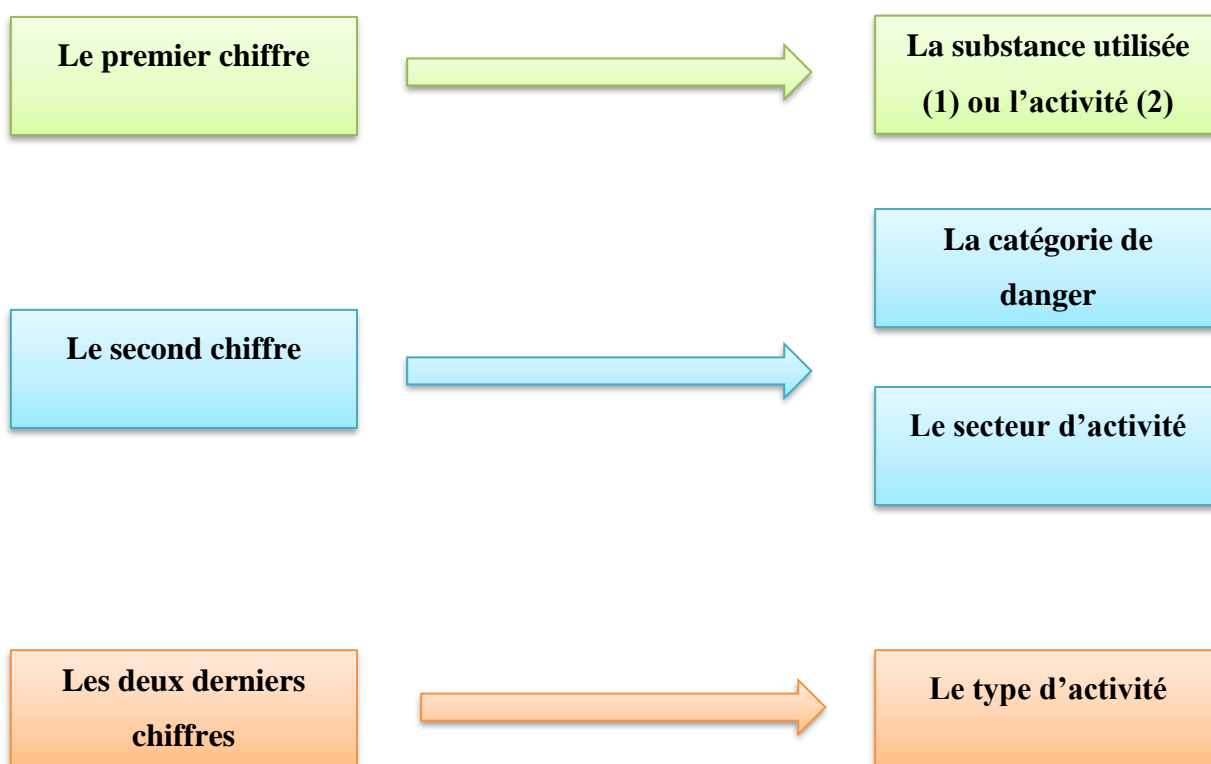 Le premier chiffre
La substance utilisée
(1) ou l’activité (2)
La catégorie de
danger
Le second chiffre
Le secteur d’activité
Les deux derniers
chiffres
Le type d’activité